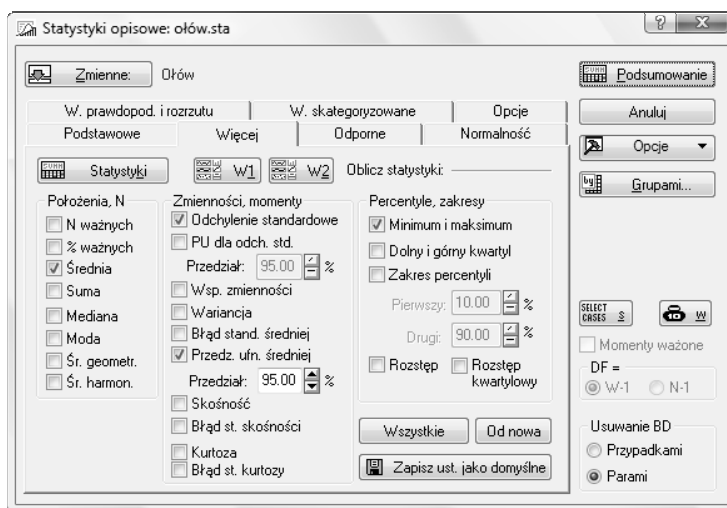 Statystyki opisowe: ołów.sta
? X
Zmienne: Ołów
W. prawdopod. i rozrzutu W. skategoryzowane Opcje
Podstawowe Więcej Odporne Normalność
Statystyki W1 W2 Oblicz statystyki:
Położenia, N
N ważnych
% ważnych
Średnia
Suma
Mediana
Moda
Śr. geometr.
Śr. harmon.
Zmienności, momenty
Odchylenie standardowe
PU dla odch. std.
Przedział: 95.00 %
Wsp. zmienności
Wariancja
Błąd stand. średniej
Przedz. ufn. średniej
Przedział: 95.00 %
Skośność
Błąd st. skośności
Kurtoza
Błąd st. kurtozy
Percentyle, zakresy
Minimum i maksimum
Dolny i górny kwartyl
Zakres percentyli
Pierwszy: 10.00 %
Drugi: 90.00 %
Rozstęp Rozstęp
kwartylowy
Wszystkie Od nowa
Zapisz ust. jako domyślne
SUMM Podsumowanie
Anuluj
Opcje
by Grupami...
SELECT CASES S W
Momenty ważone
DF =
W-1 N-1
Usuwanie BD
Przypadkami
Parami